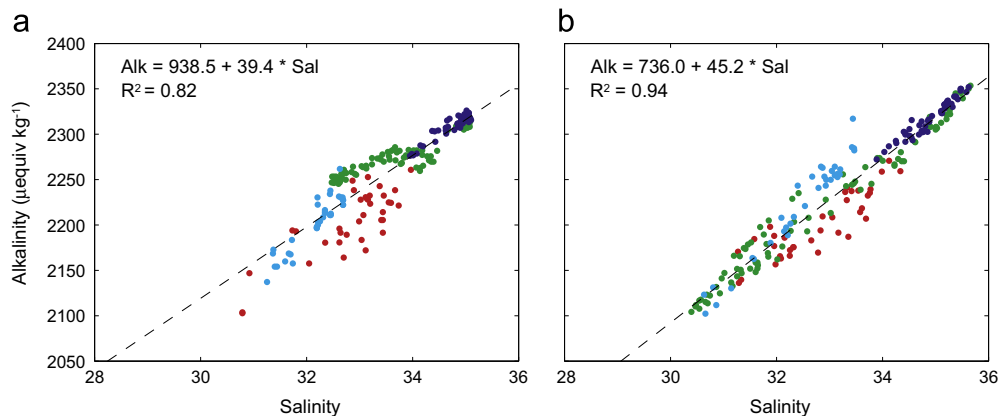 a
b
Alk = 938.5 + 39.4 * Sal
R² = 0.82
Alk = 736.0 + 45.2 * Sal
R² = 0.94
Alkalinity (µequiv kg⁻¹)
2400
2350
2300
2250
2200
2150
2100
2050
28 30 32 34 36
28 30 32 34 36
Salinity
Salinity